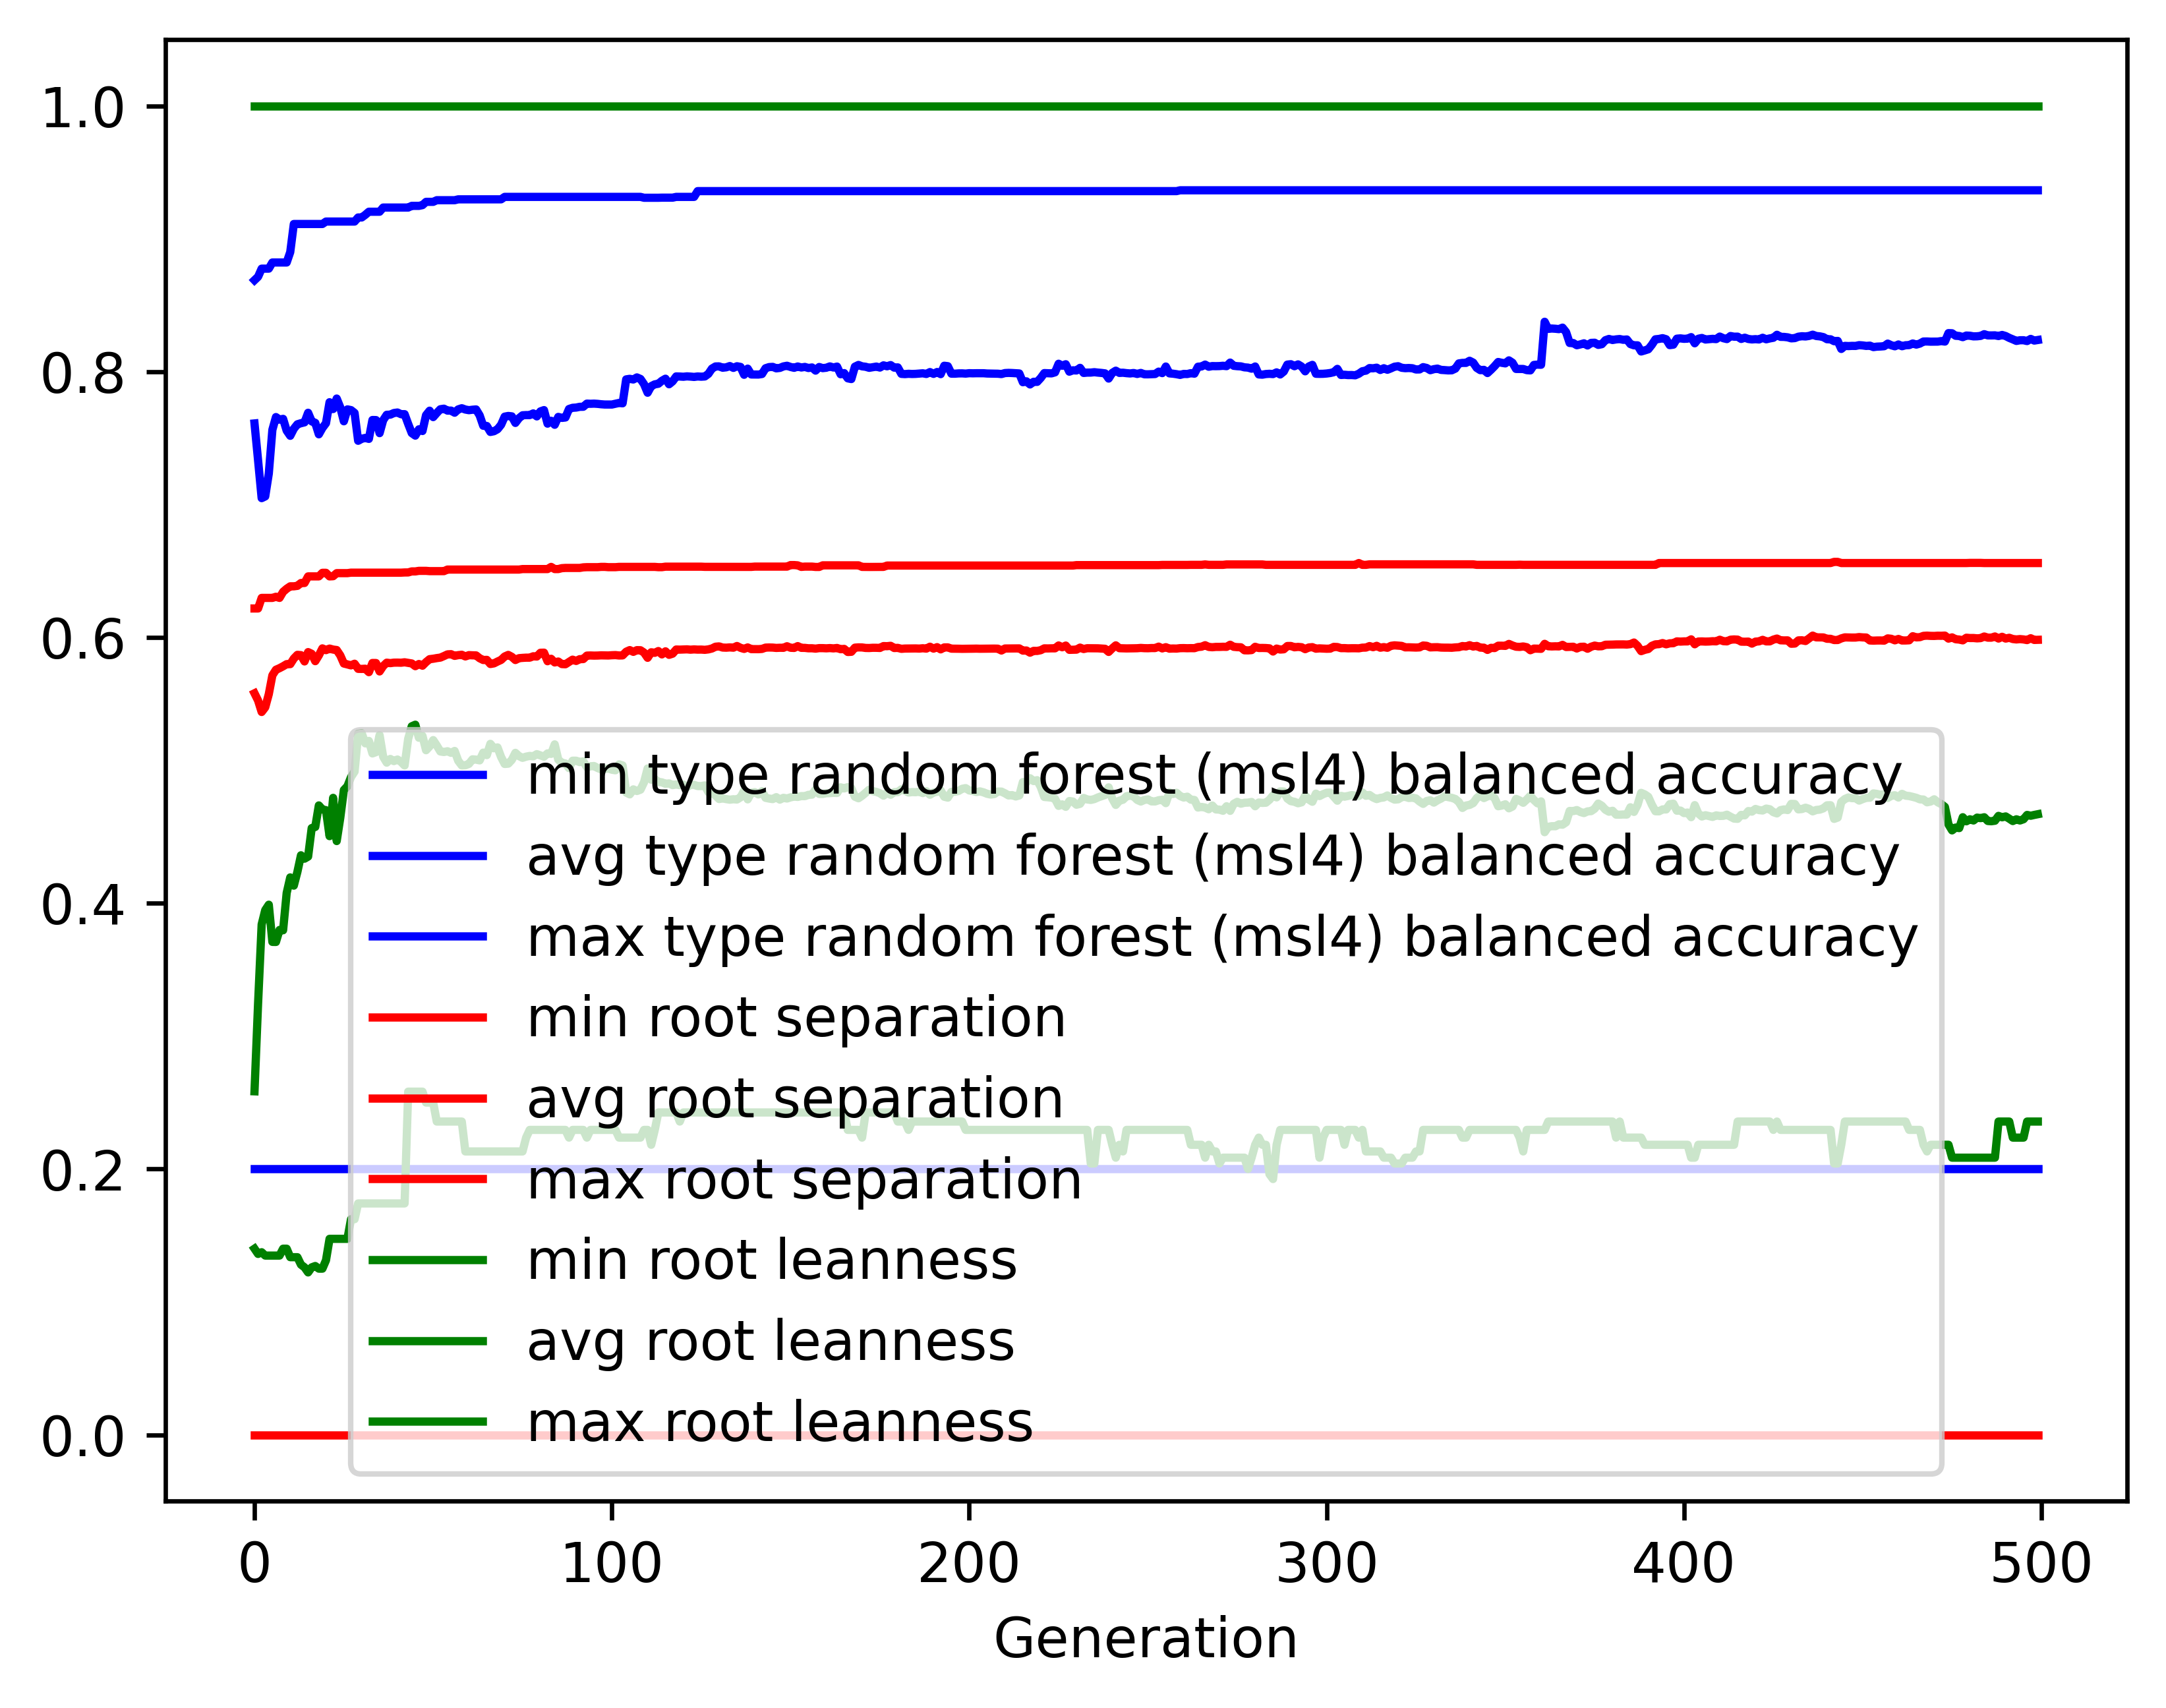 1.0
0.8
0.6
0.4
0.2
0.0
min type random forest (msl4) balanced accuracy
avg type random forest (msl4) balanced accuracy
max type random forest (msl4) balanced accuracy
min root separation
avg root separation
max root separation
min root leanness
avg root leanness
max root leanness
0 100 200 300 400 500
Generation